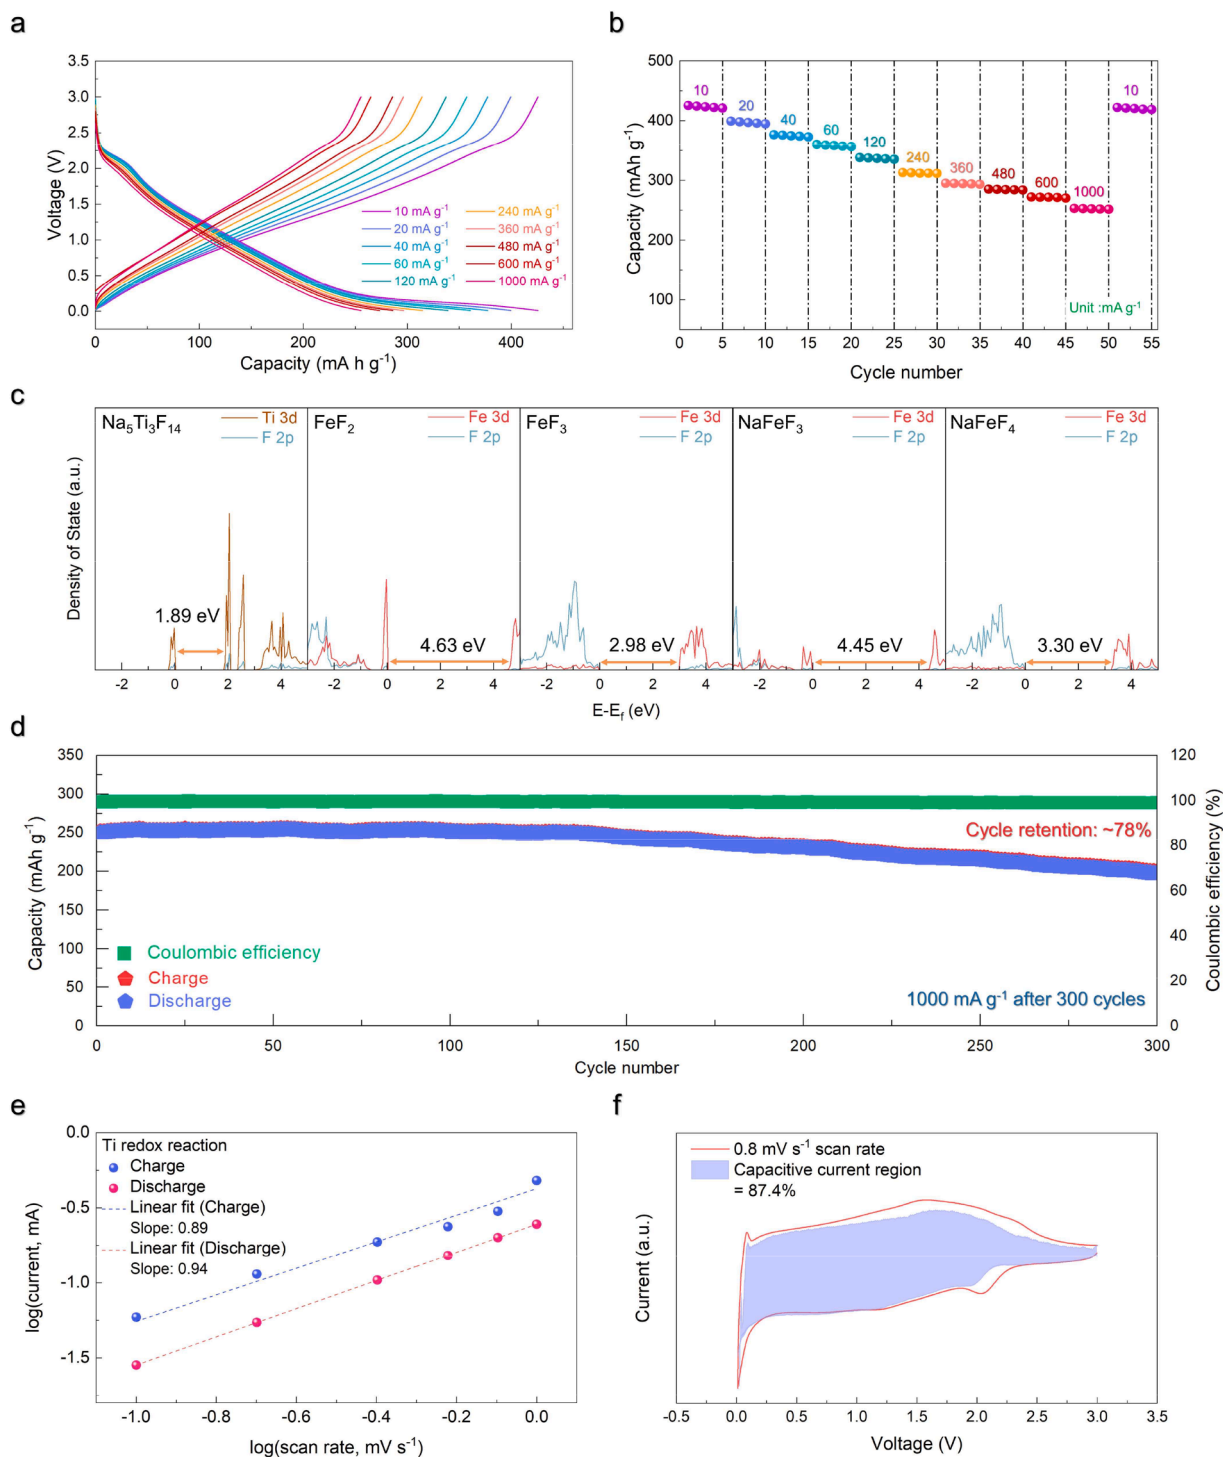 a
3.5
3.0
2.5
2.0
1.5
1.0
0.5
0.0
Voltage (V)
10 mA g⁻¹
20 mA g⁻¹
40 mA g⁻¹
60 mA g⁻¹
120 mA g⁻¹
240 mA g⁻¹
360 mA g⁻¹
480 mA g⁻¹
600 mA g⁻¹
1000 mA g⁻¹
0 100 200 300 400
Capacity (mA h g⁻¹)
b
500
400
300
200
100
Capacity (mAh g⁻¹)
10
20
40
60
120
240
360
480
600
1000
10
Unit :mA g⁻¹
0 5 10 15 20 25 30 35 40 45 50 55
Cycle number
c
Density of State (a.u.)
Na₅Ti₃F₁₄
Ti 3d
F 2p
1.89 eV
FeF₂
Fe 3d
F 2p
4.63 eV
FeF₃
Fe 3d
F 2p
2.98 eV
NaFeF₃
Fe 3d
F 2p
4.45 eV
NaFeF₄
Fe 3d
F 2p
3.30 eV
-2 0 2 4 -2 0 2 4 -2 0 2 4 -2 0 2 4 -2 0 2 4
E-E_f (eV)
d
350
300
250
200
150
100
50
0
Capacity (mAh g⁻¹)
120
100
80
60
40
20
0
Coulombic efficiency (%)
Cycle retention: ~78%
Coulombic efficiency
Charge
Discharge
1000 mA g⁻¹ after 300 cycles
0 50 100 150 200 250 300
Cycle number
e
0.0
-0.5
-1.0
-1.5
log(current, mA)
Ti redox reaction
Charge
Discharge
Linear fit (Charge)
Slope: 0.89
Linear fit (Discharge)
Slope: 0.94
-1.0 -0.8 -0.6 -0.4 -0.2 0.0
log(scan rate, mV s⁻¹)
f
Current (a.u.)
0.8 mV s⁻¹ scan rate
Capacitive current region
= 87.4%
-0.5 0.0 0.5 1.0 1.5 2.0 2.5 3.0 3.5
Voltage (V)